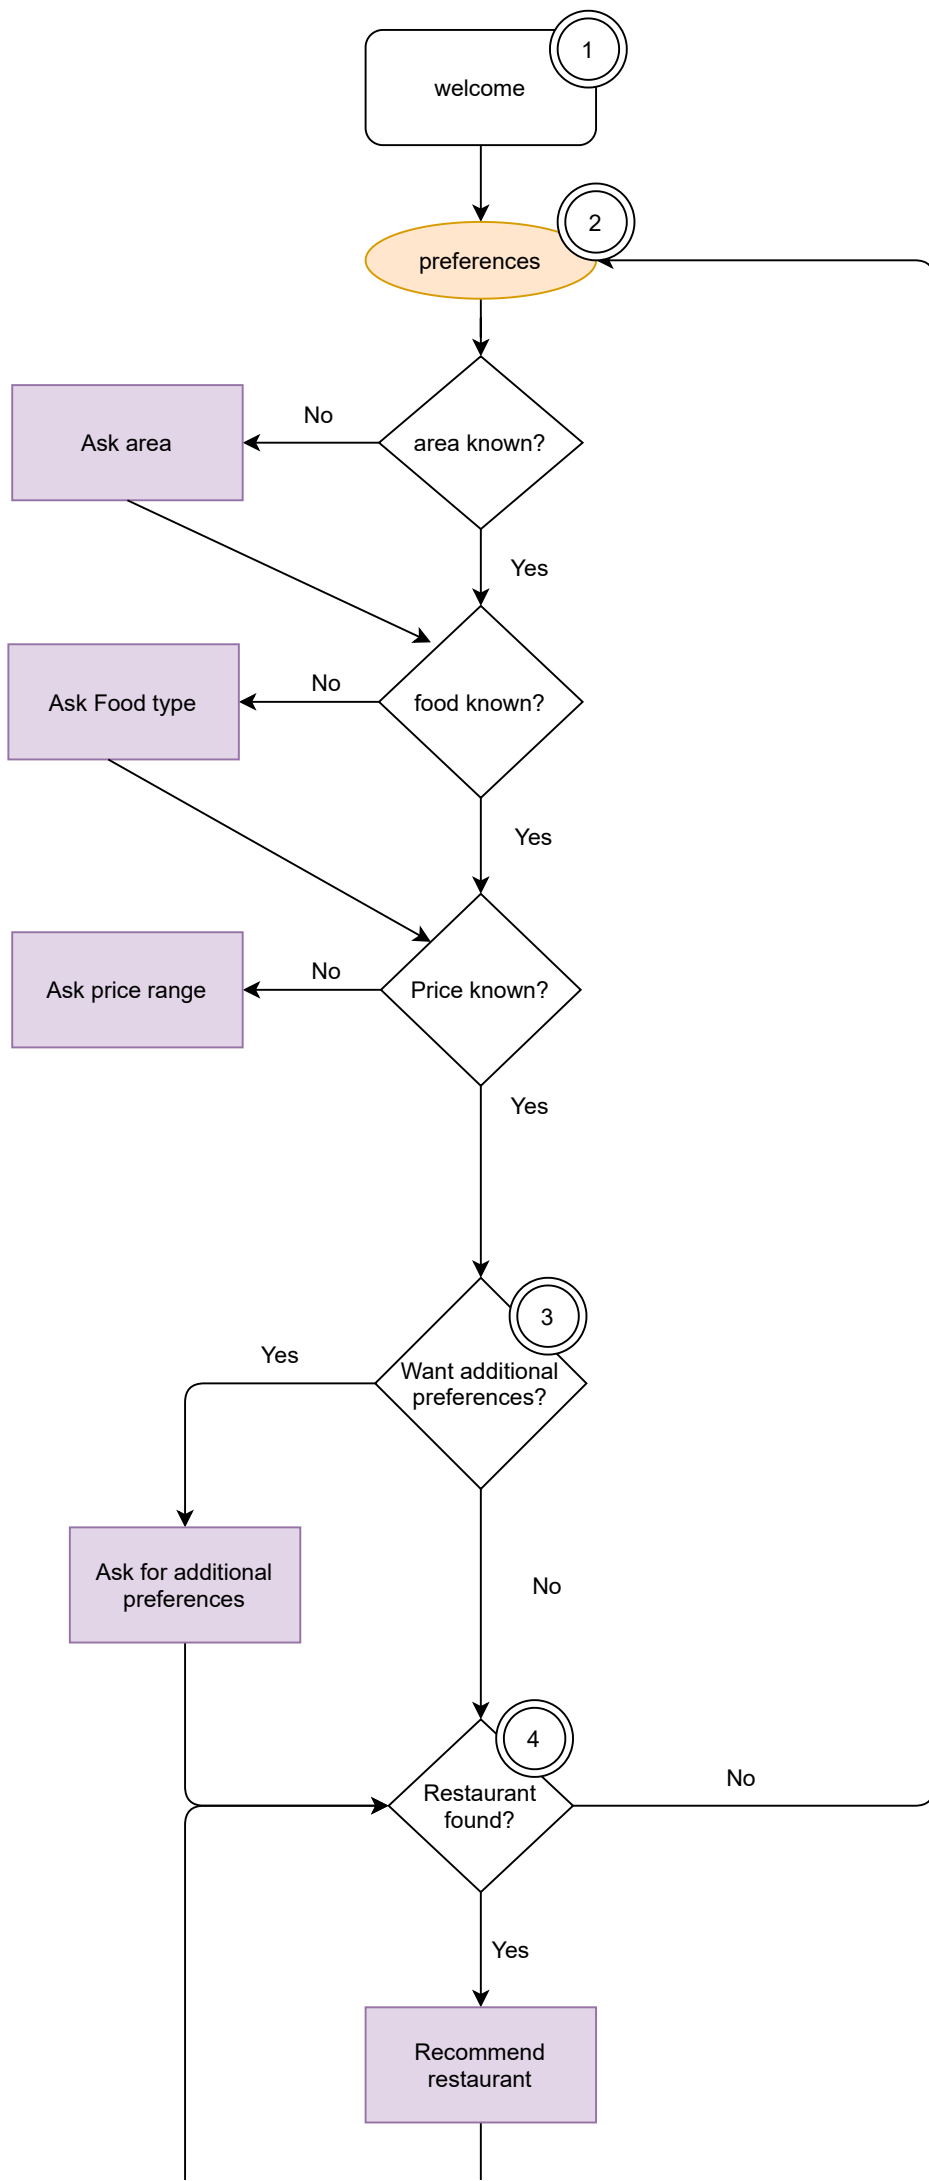 1
welcome
2
preferences
No
Ask area
area known?
Yes
No
Ask Food type
food known?
Yes
No
Ask price range
Price known?
Yes
3
Yes
Want additional
preferences?
Ask for additional
preferences
No
4
No
Restaurant
found?
Yes
Recommend
restaurant